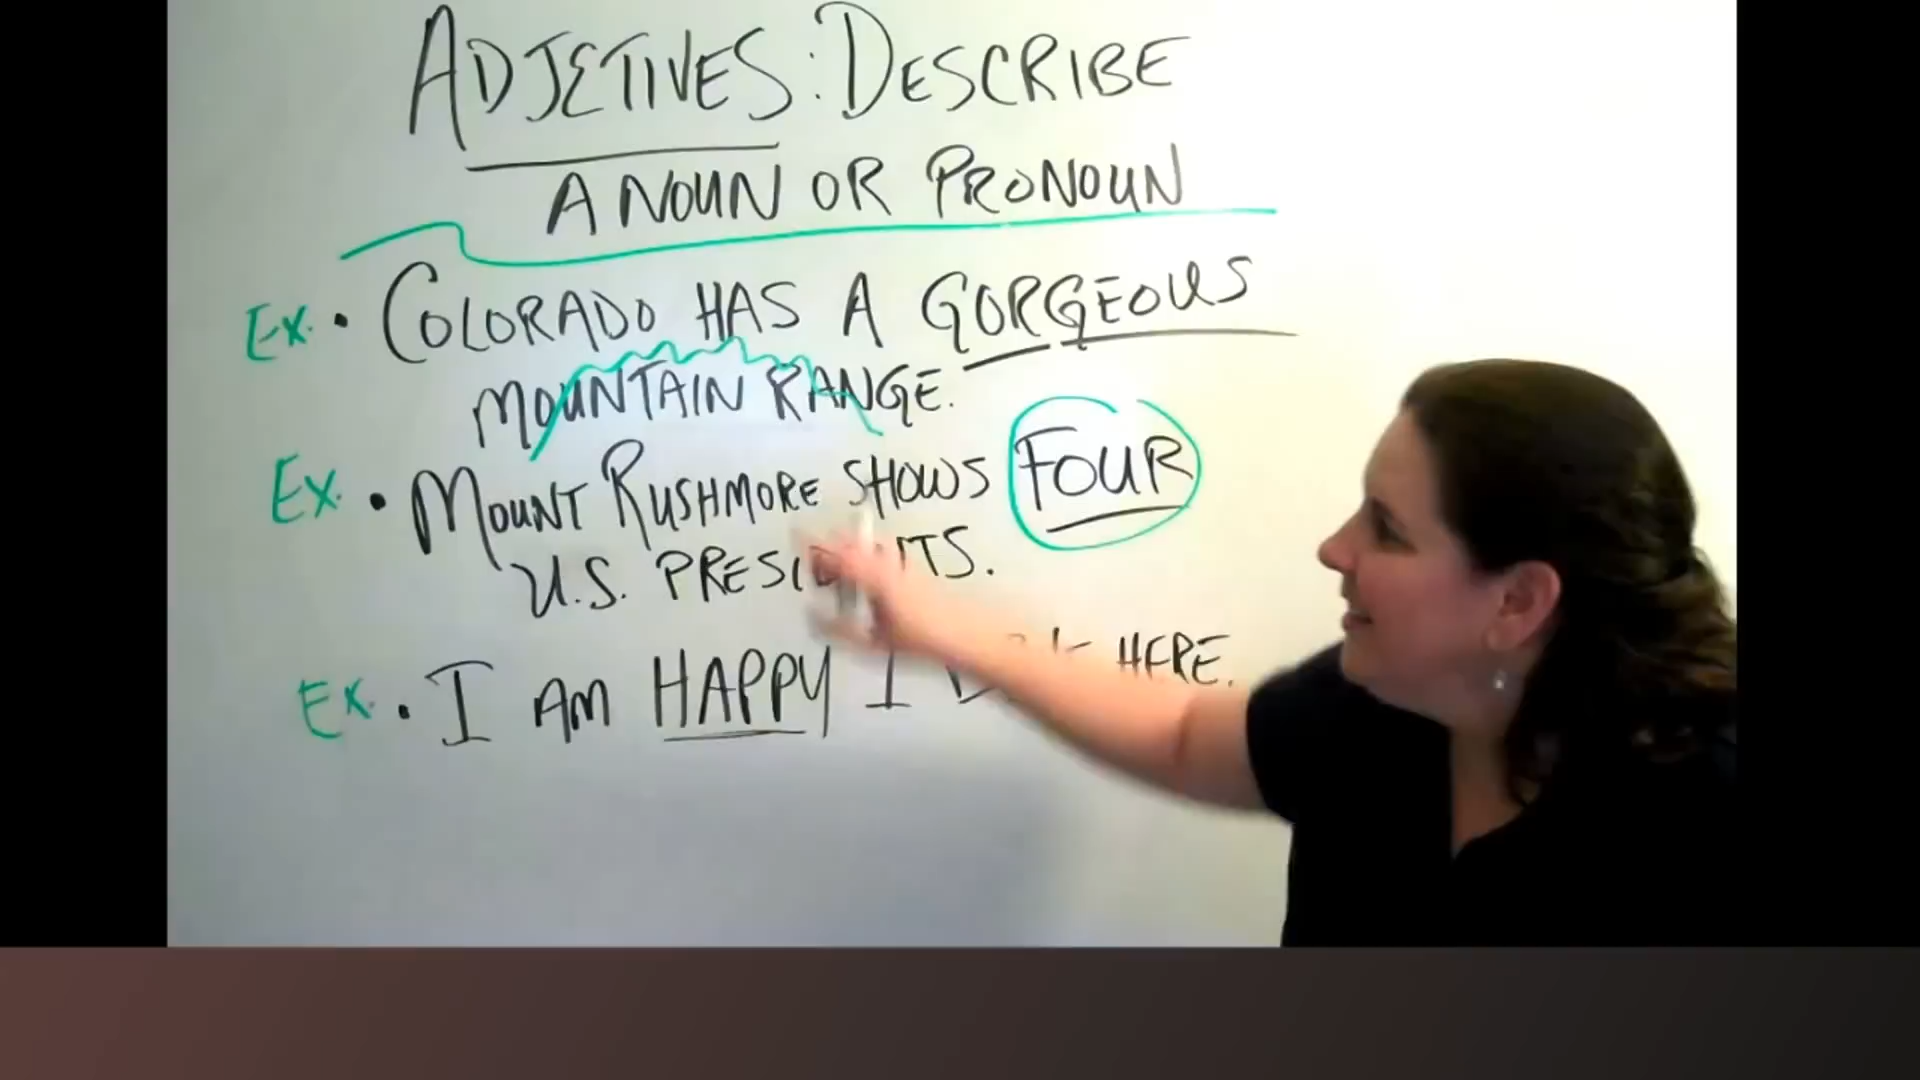 ADJETIVES: DESCRIBE
A NOUN OR PRONOUN
Ex. • COLORADO HAS A GORGEOUS
MOUNTAIN RANGE.
Ex. • MOUNT RUSHMORE SHOWS FOUR
U.S.
Ex. • I AM HAPPY I HERE.